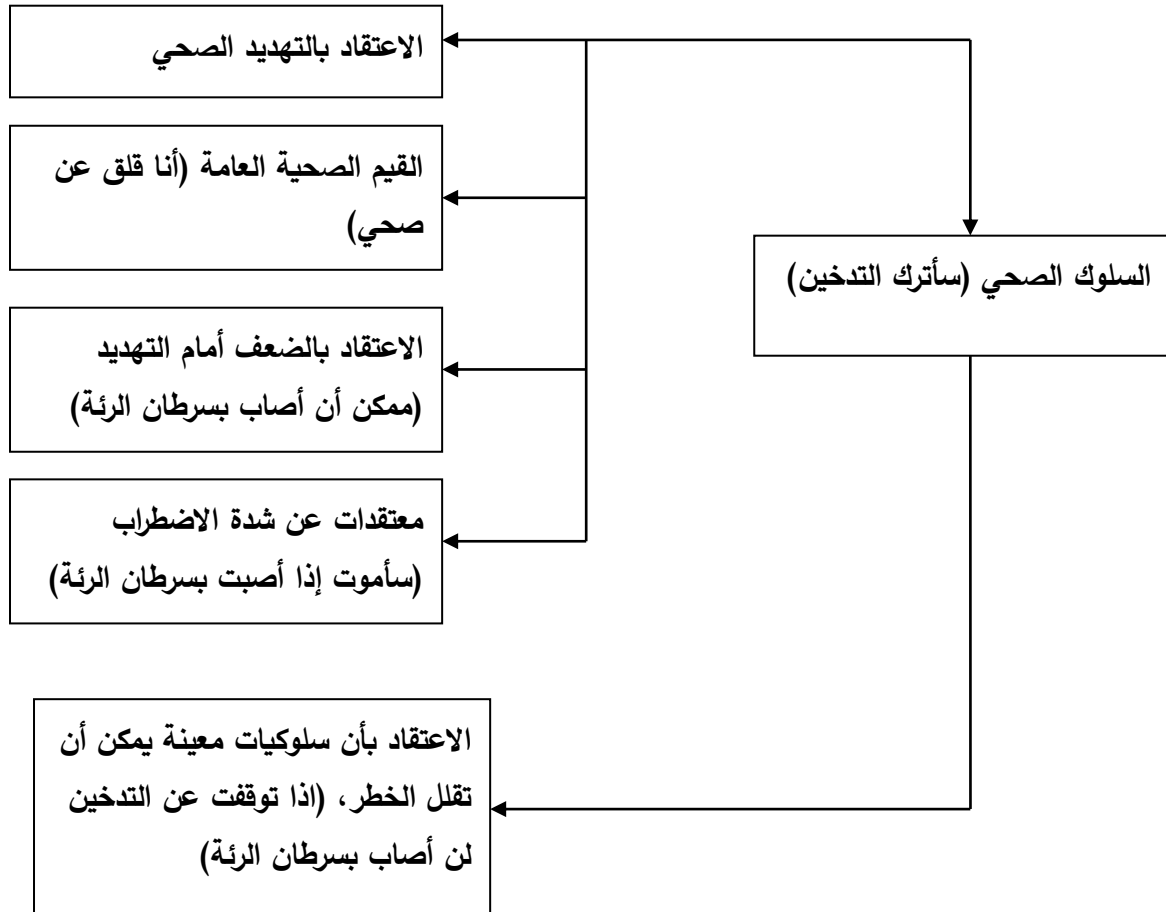 الاعتقاد بالتهديد الصحي
القيم الصحية العامة (أنا قلق عن
صحي)
السلوك الصحي (سأترك التدخين)
الاعتقاد بالضعف أمام التهديد
(ممكن أن أصاب بسرطان الرئة)
معتقدات عن شدة الاضطراب
(سأموت إذا أصبت بسرطان الرئة)
الاعتقاد بأن سلوكيات معينة يمكن أن
تقلل الخطر، (اذا توقفت عن التدخين
لن أصاب بسرطان الرئة)